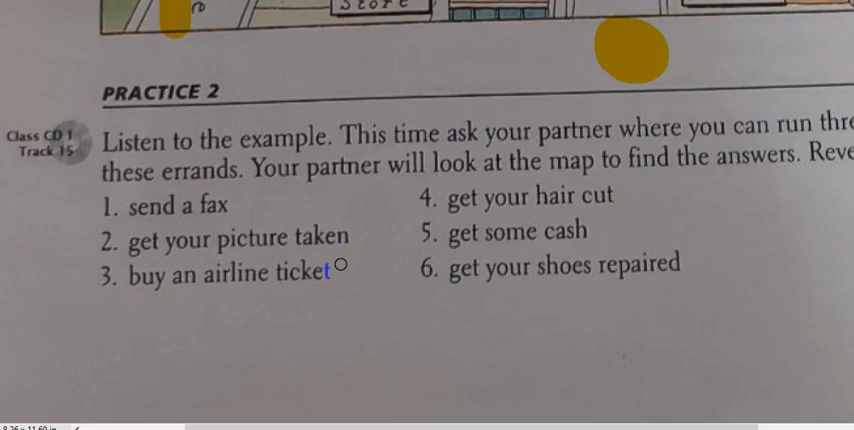 Store
PRACTICE 2
Class CD 1
Track 15
Listen to the example. This time ask your partner where you can run
these errands. Your partner will look at the map to find the answers.
1. send a fax
2. get your picture taken
3. buy an airline ticket
4. get your hair cut
5. get some cash
6. get your shoes repaired